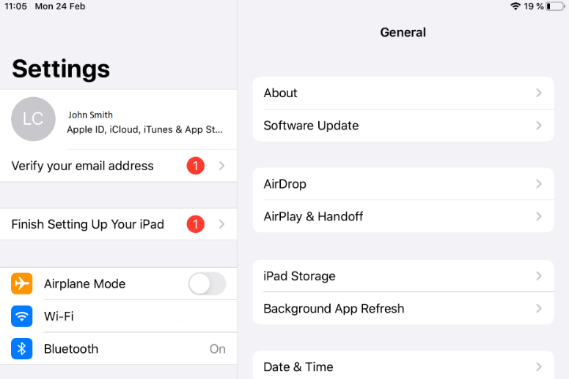 11:05 Mon 24 Feb
19 %
Settings
LC
John Smith
Apple ID, iCloud, iTunes & App St...
Verify your email address 1
Finish Setting Up Your iPad 1
Airplane Mode
Wi-Fi
Bluetooth On
General
About
Software Update
AirDrop
AirPlay & Handoff
iPad Storage
Background App Refresh
Date & Time